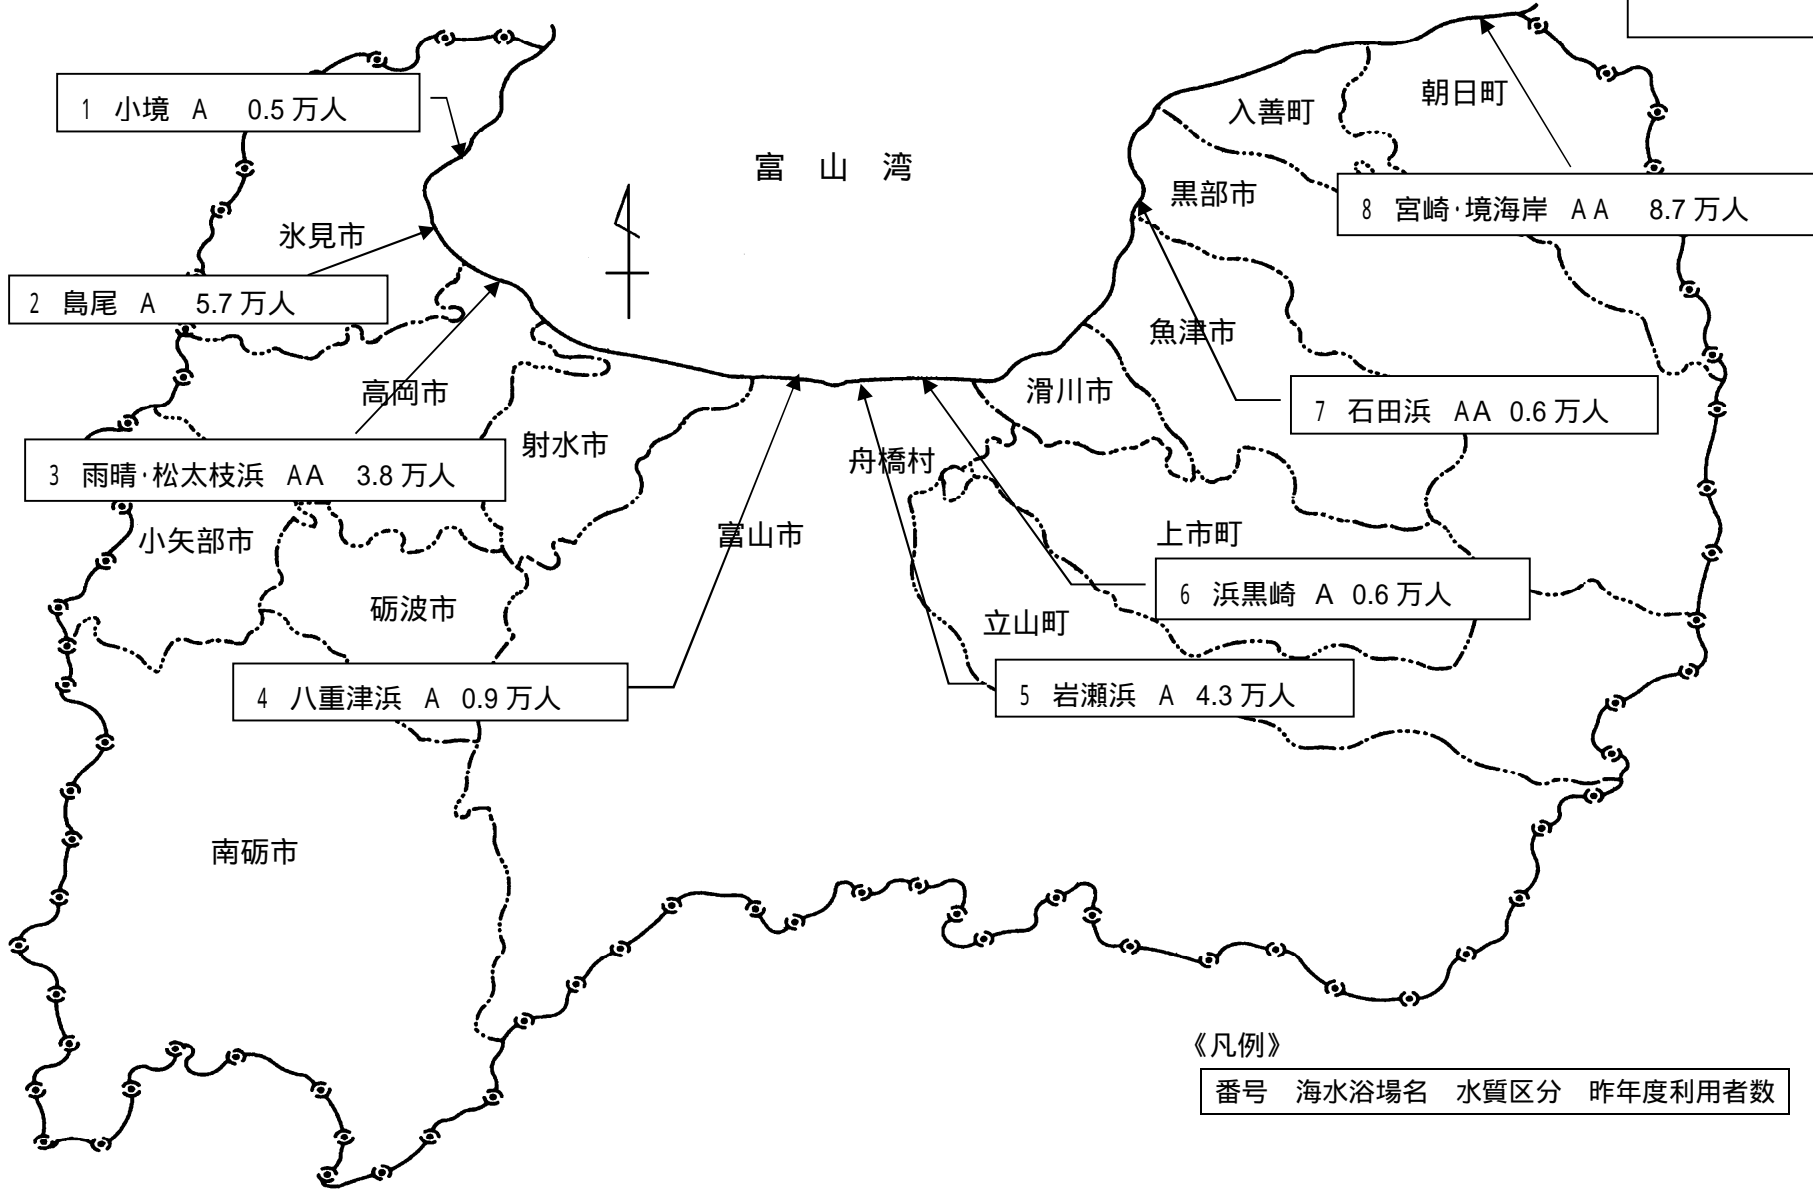 1 小境 A 0.5万人
富山湾
入善町
朝日町
黒部市
8 宮崎・境海岸 AA 8.7万人
氷見市
2 島尾 A 5.7万人
魚津市
高岡市
滑川市
7 石田浜 AA 0.6万人
射水市
舟橋村
3 雨晴・松太枝浜 AA 3.8万人
小矢部市
富山市
上市町
砺波市
立山町
6 浜黒崎 A 0.6万人
4 八重津浜 A 0.9万人
5 岩瀬浜 A 4.3万人
南砺市
《凡例》
番号 海水浴場名 水質区分 昨年度利用者数